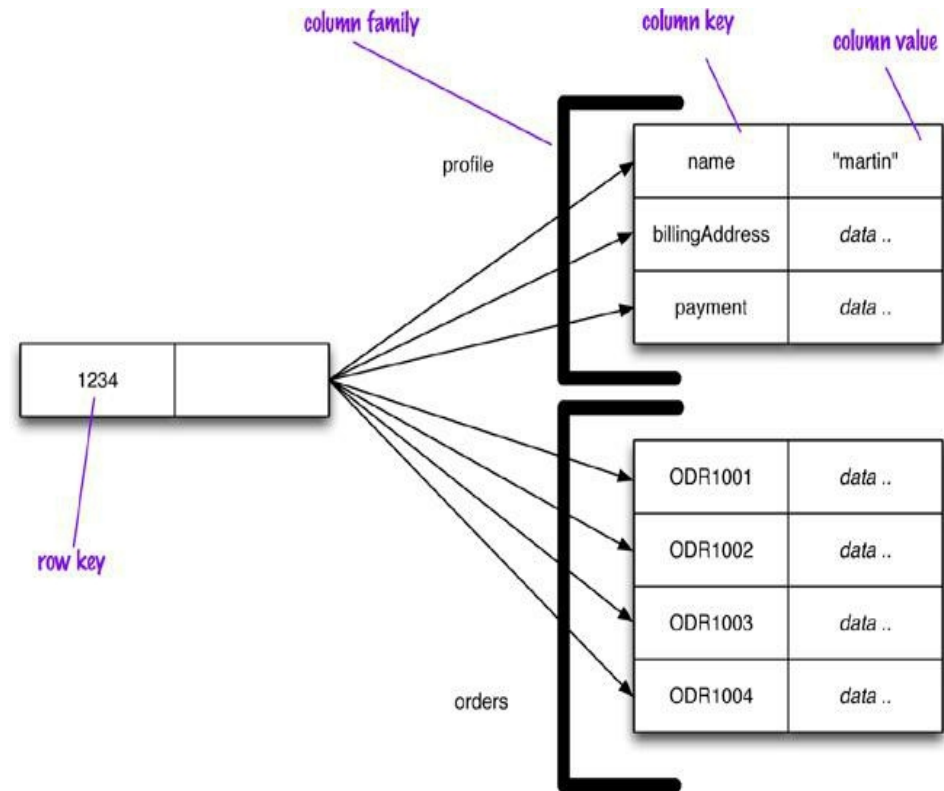 column family
column key
column value
profile
name
"martin"
billingAddress
data ..
payment
data ..
1234
row key
ODR1001
data ..
ODR1002
data ..
ODR1003
data ..
ODR1004
data ..
orders